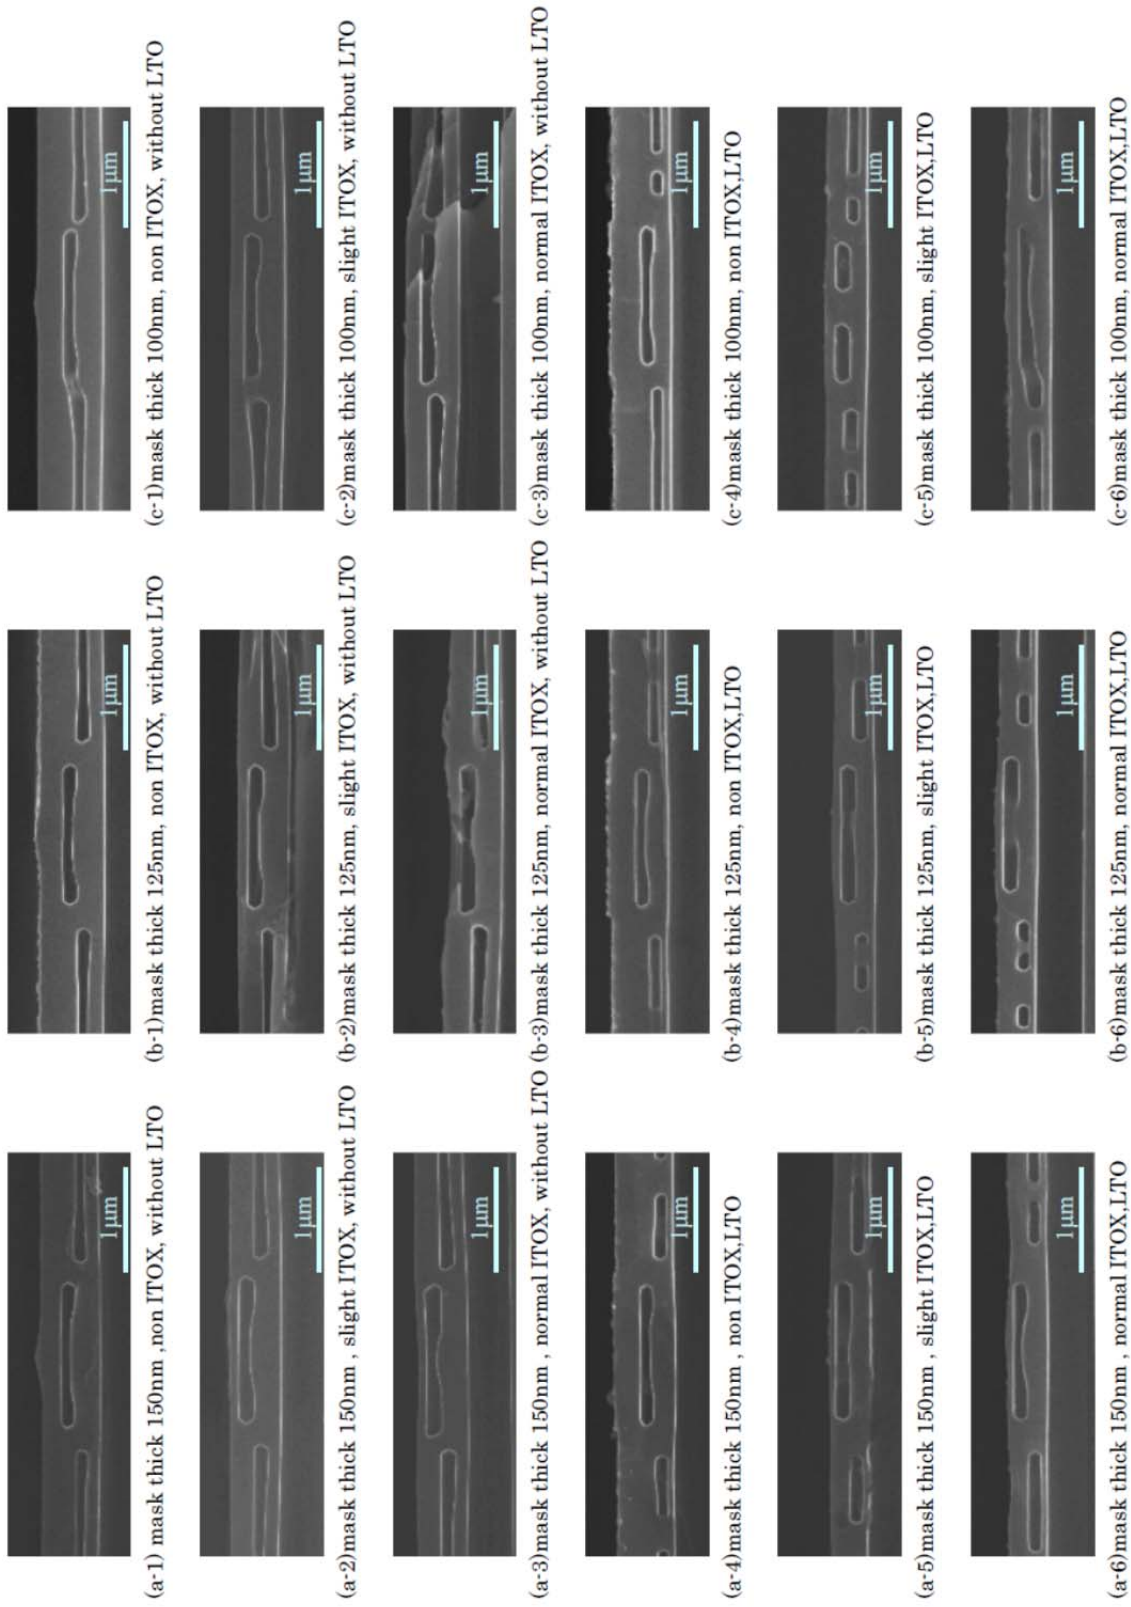 1μm
1μm
1μm
(a-1) mask thick 150nm ,non ITOX, without LTO
(b-1)mask thick 125nm, non ITOX, without LTO
(c-1)mask thick 100nm, non ITOX, without LTO
1μm
1μm
1μm
(a-2)mask thick 150nm , slight ITOX, without LTO
(b-2)mask thick 125nm, slight ITOX, without LTO
(c-2)mask thick 100nm, slight ITOX, without LTO
1μm
1μm
1μm
(a-3)mask thick 150nm , normal ITOX, without LTO
(b-3)mask thick 125nm, normal ITOX, without LTO
(c-3)mask thick 100nm, normal ITOX, without LTO
1μm
1μm
1μm
(a-4)mask thick 150nm , non ITOX,LTO
(b-4)mask thick 125nm, non ITOX,LTO
(c-4)mask thick 100nm, non ITOX,LTO
1μm
1μm
1μm
(a-5)mask thick 150nm , slight ITOX,LTO
(b-5)mask thick 125nm, slight ITOX,LTO
(c-5)mask thick 100nm, slight ITOX,LTO
1μm
1μm
1μm
(a-6)mask thick 150nm , normal ITOX,LTO
(b-6)mask thick 125nm, normal ITOX,LTO
(c-6)mask thick 100nm, normal ITOX,LTO